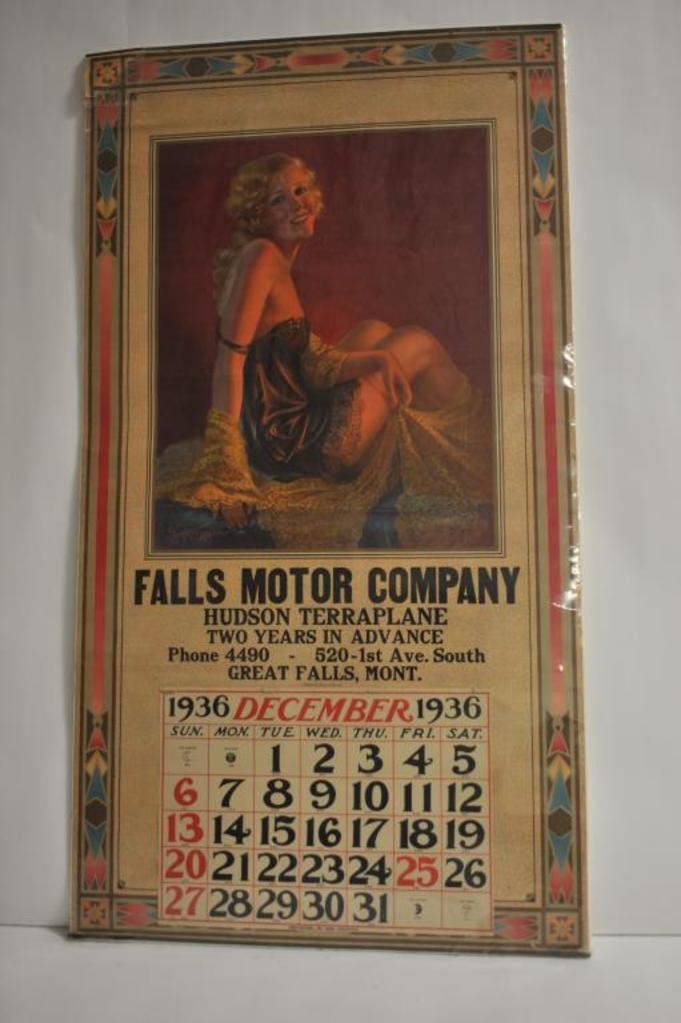 FALLS MOTOR COMPANY
HUDSON TERRAPLANE
TWO YEARS IN ADVANCE
Phone 4490 - 520-1st Ave. South
GREAT FALLS, MONT.
1936 DECEMBER 1936
SUN. MON. TUE. WED. THU. FRI. SAT.
1 2 3 4 5
6 7 8 9 10 11 12
13 14 15 16 17 18 19
20 21 22 23 24 25 26
27 28 29 30 31